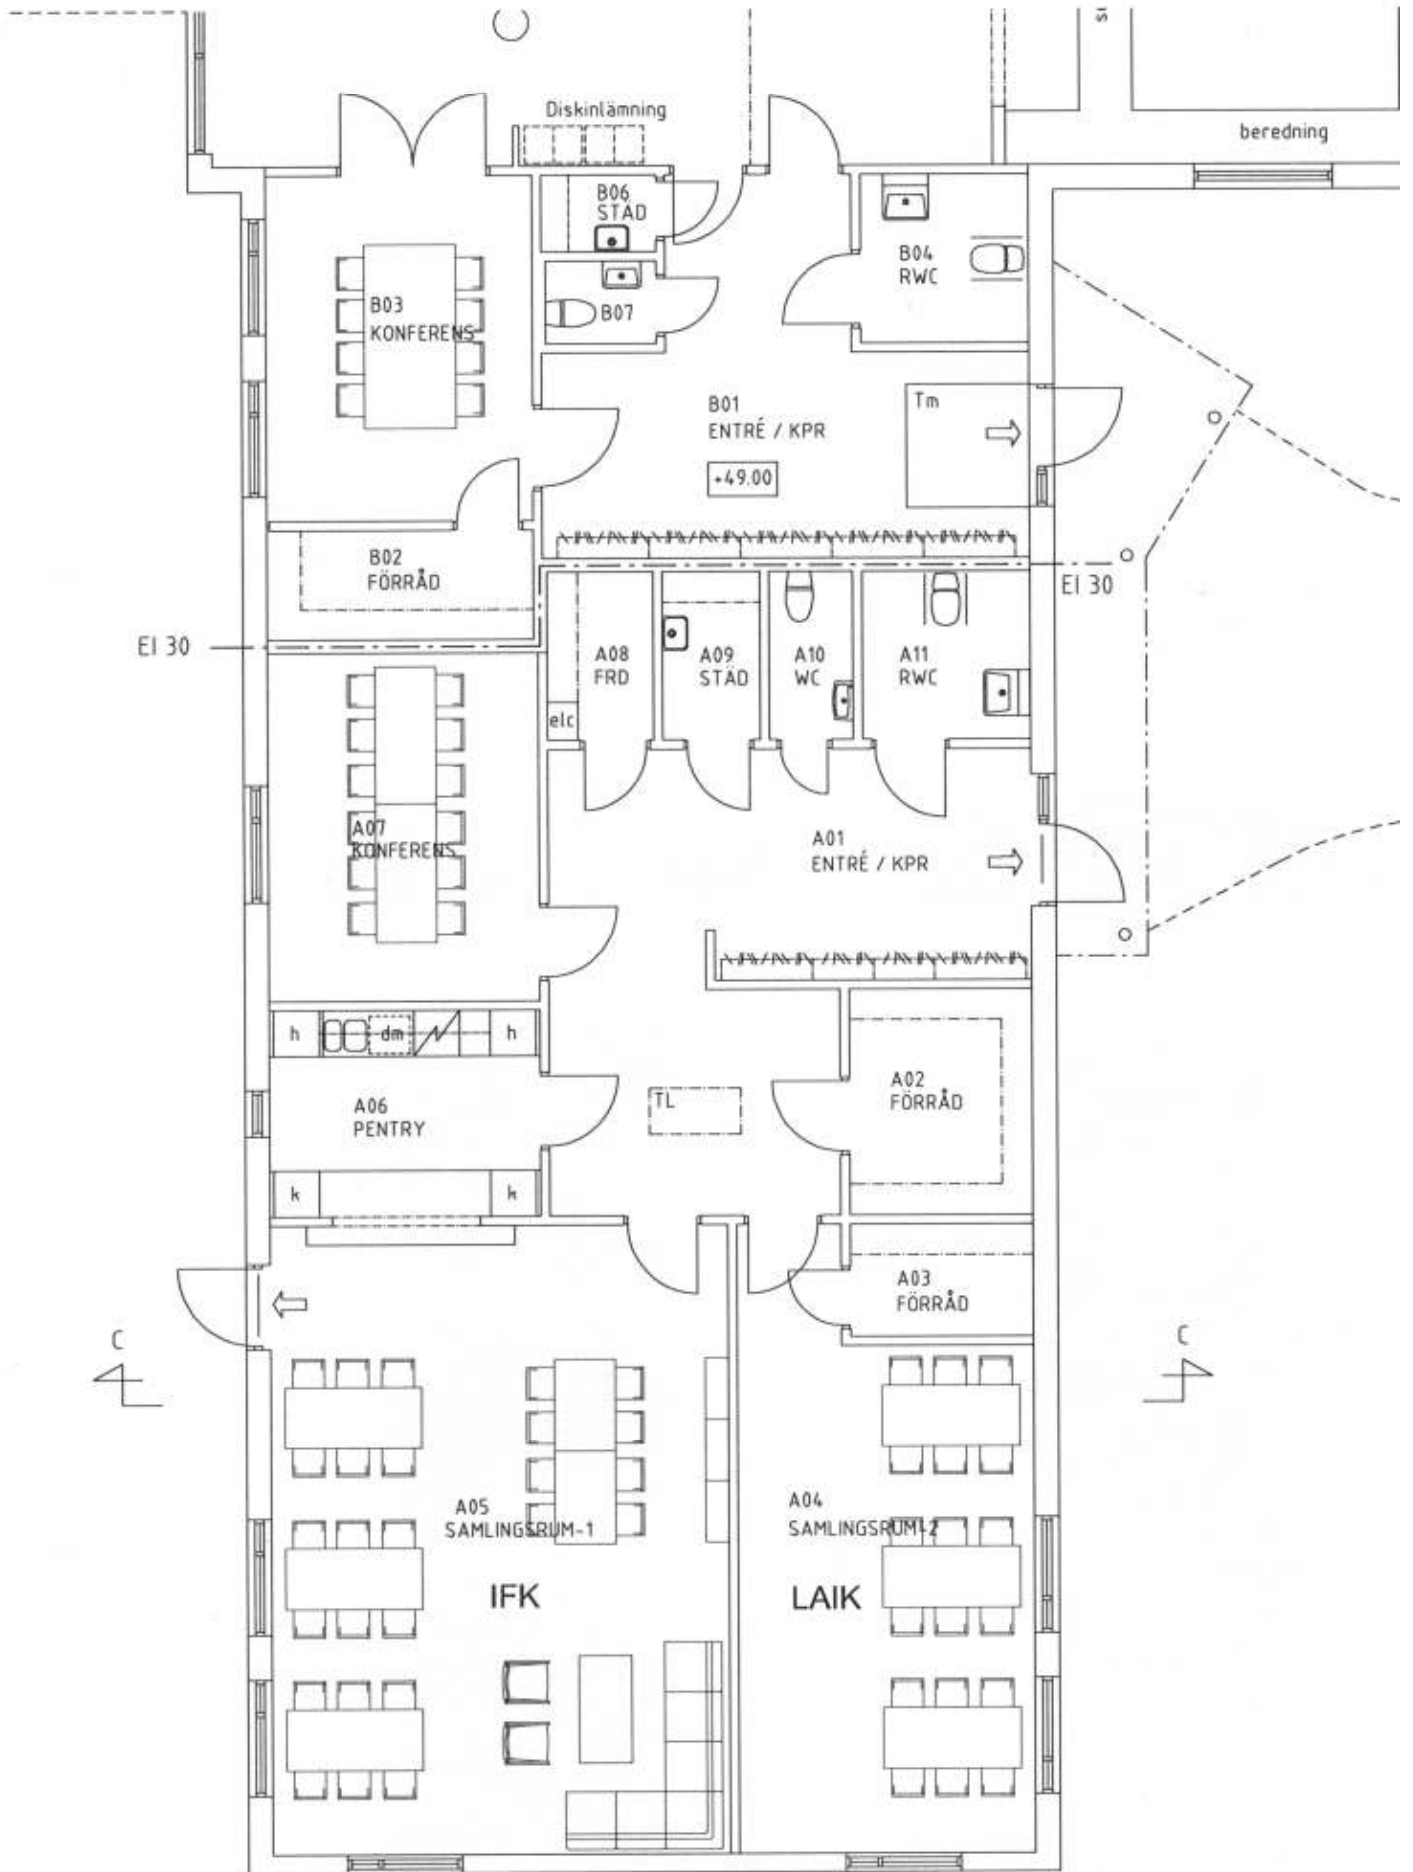 Diskinlämning
beredning
B06
STÄD
B04
RWC
B07
B03
KONFERENS
B01
ENTRÉ / KPR
Tm
+49.00
B02
FÖRRÅD
EI 30
EI 30
A08
FRD
A09
STÄD
A10
WC
A11
RWC
elc
A07
KONFERENS
A01
ENTRÉ / KPR
h
dm
h
A06
PENTRY
TL
A02
FÖRRÅD
k
k
A03
FÖRRÅD
C
C
A05
SAMLINGSRUM-1
A04
SAMLINGSRUM-2
IFK
LAIK